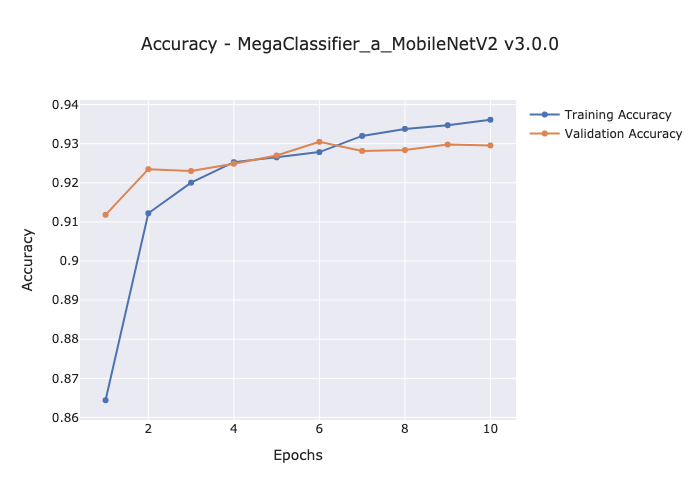 Accuracy - MegaClassifier_a_MobileNetV2 v3.0.0
Training Accuracy
Validation Accuracy
0.94
0.93
0.92
0.91
0.9
0.89
0.88
0.87
0.86
Accuracy
2
4
6
8
10
Epochs